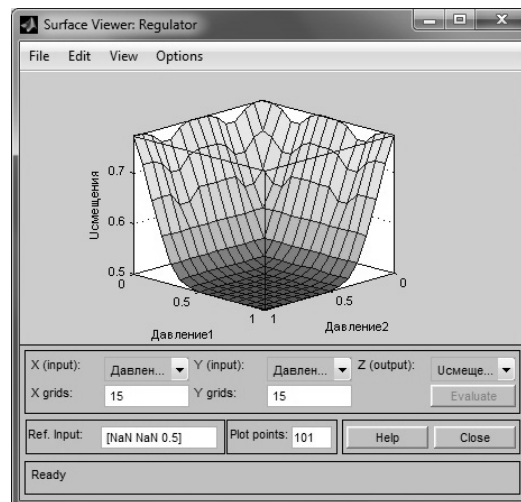 Surface Viewer: Regulator
File Edit View Options
Uсмещения
0.7
0.6
0.5
0
0.5
1
1
0.5
0
Давление1
Давление2
X (input): Давлен... Y (input): Давлен... Z (output): Uсмеще...
X grids: 15 Y grids: 15 Evaluate
Ref. Input: [NaN NaN 0.5] Plot points: 101 Help Close
Ready